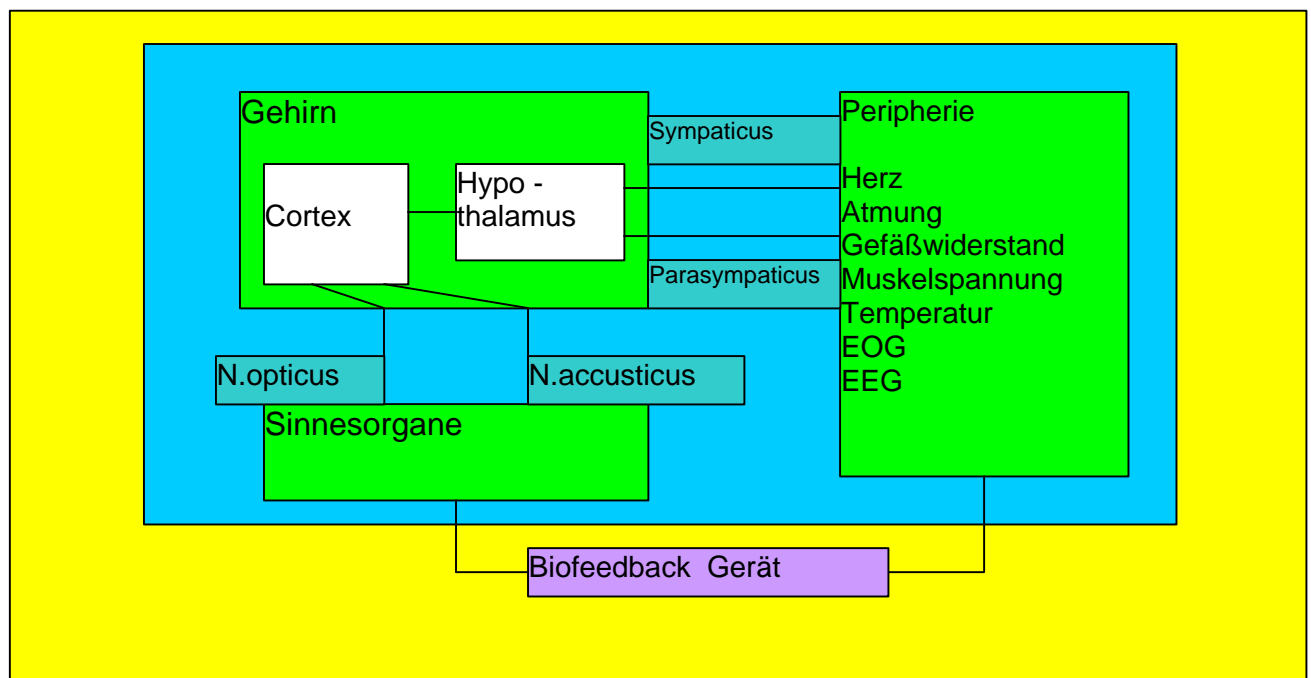 Gehirn
Cortex
Hypo -
thalamus
Sympaticus
Parasympaticus
Peripherie
Herz
Atmung
Gefäßwiderstand
Muskelspannung
Temperatur
EOG
EEG
N.opticus
N.accusticus
Sinnesorgane
Biofeedback  Gerät